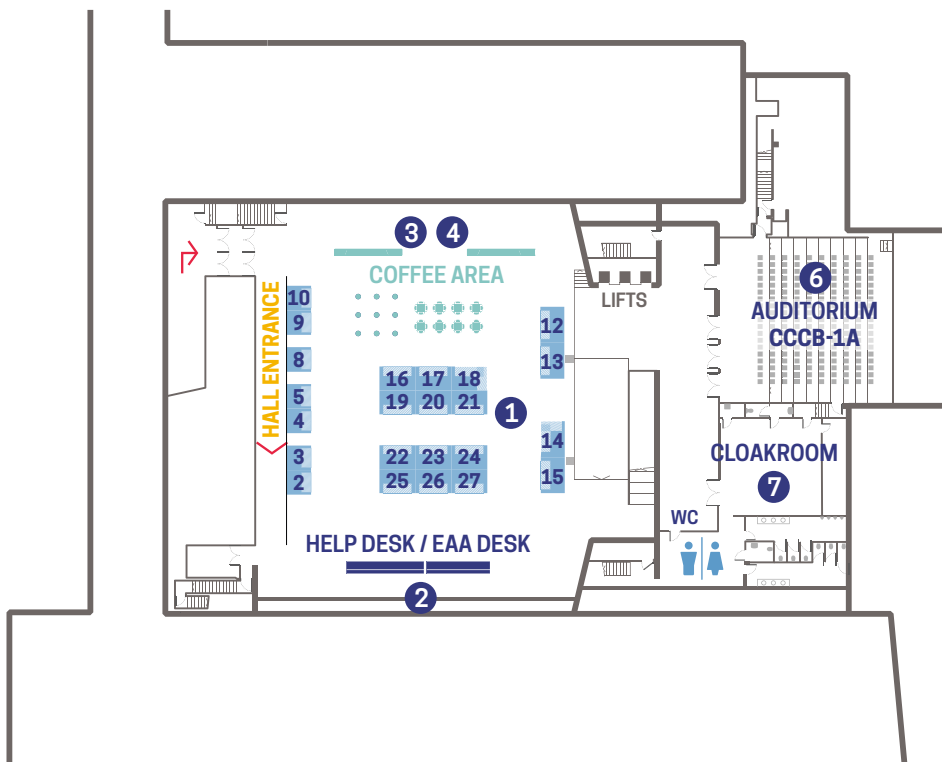 3 4
COFFEE AREA
LIFTS
6
AUDITORIUM
CCCB-1A
HALL ENTRANCE
10
9
8
5
4
3
2
12
13
14
15
16 17 18
19 20 21
1
22 23 24
25 26 27
CLOAKROOM
7
WC
HELP DESK / EAA DESK
2